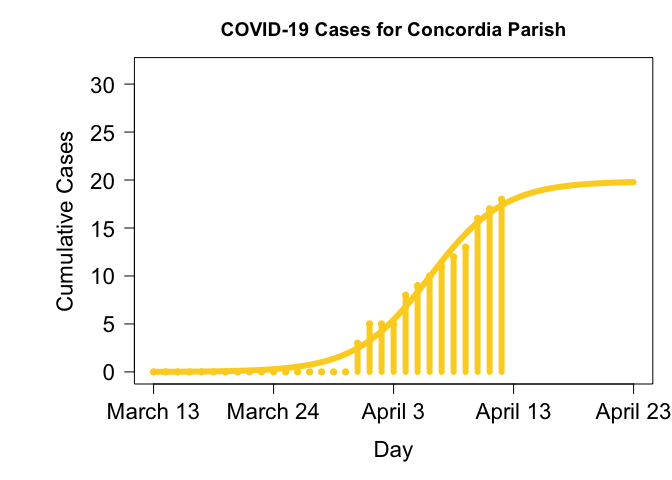 COVID-19 Cases for Concordia Parish
30
25
20
15
10
5
0
Cumulative Cases
March 13 March 24 April 3 April 13 April 23
Day